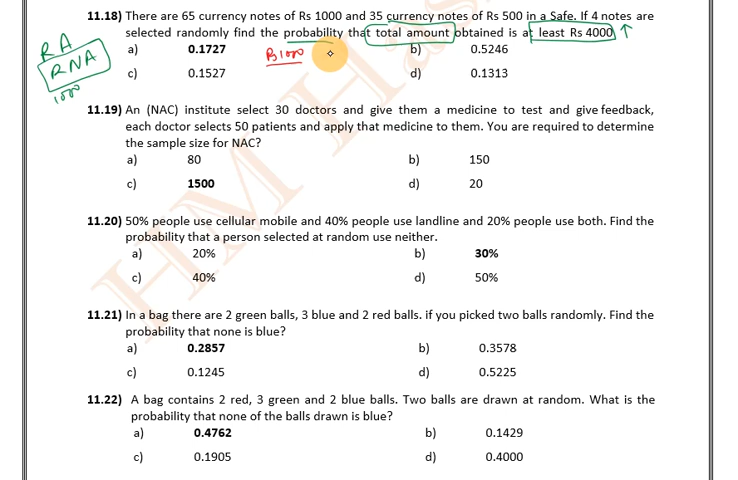 11.18) There are 65 currency notes of Rs 1000 and 35 currency notes of Rs 500 in a Safe. If 4 notes are
selected randomly find the probability that total amount obtained is at least Rs 4000
a) 0.1727 b) 0.5246
c) 0.1527 d) 0.1313
RA
RNA
1000
1000
11.19) An (NAC) institute select 30 doctors and give them a medicine to test and give feedback,
each doctor selects 50 patients and apply that medicine to them. You are required to determine
the sample size for NAC?
a) 80 b) 150
c) 1500 d) 20
11.20) 50% people use cellular mobile and 40% people use landline and 20% people use both. Find the
probability that a person selected at random use neither.
a) 20% b) 30%
c) 40% d) 50%
11.21) In a bag there are 2 green balls, 3 blue and 2 red balls. if you picked two balls randomly. Find the
probability that none is blue?
a) 0.2857 b) 0.3578
c) 0.1245 d) 0.5225
11.22) A bag contains 2 red, 3 green and 2 blue balls. Two balls are drawn at random. What is the
probability that none of the balls drawn is blue?
a) 0.4762 b) 0.1429
c) 0.1905 d) 0.4000
HM Has